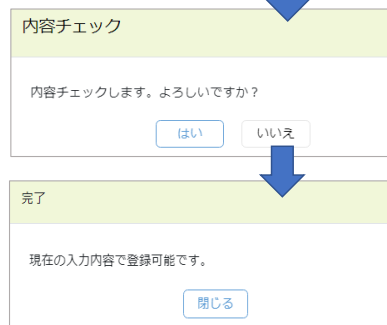 内容チェック
内容チェックします。よろしいですか？
はい いいえ
完了
現在の入力内容で登録可能です。
閉じる